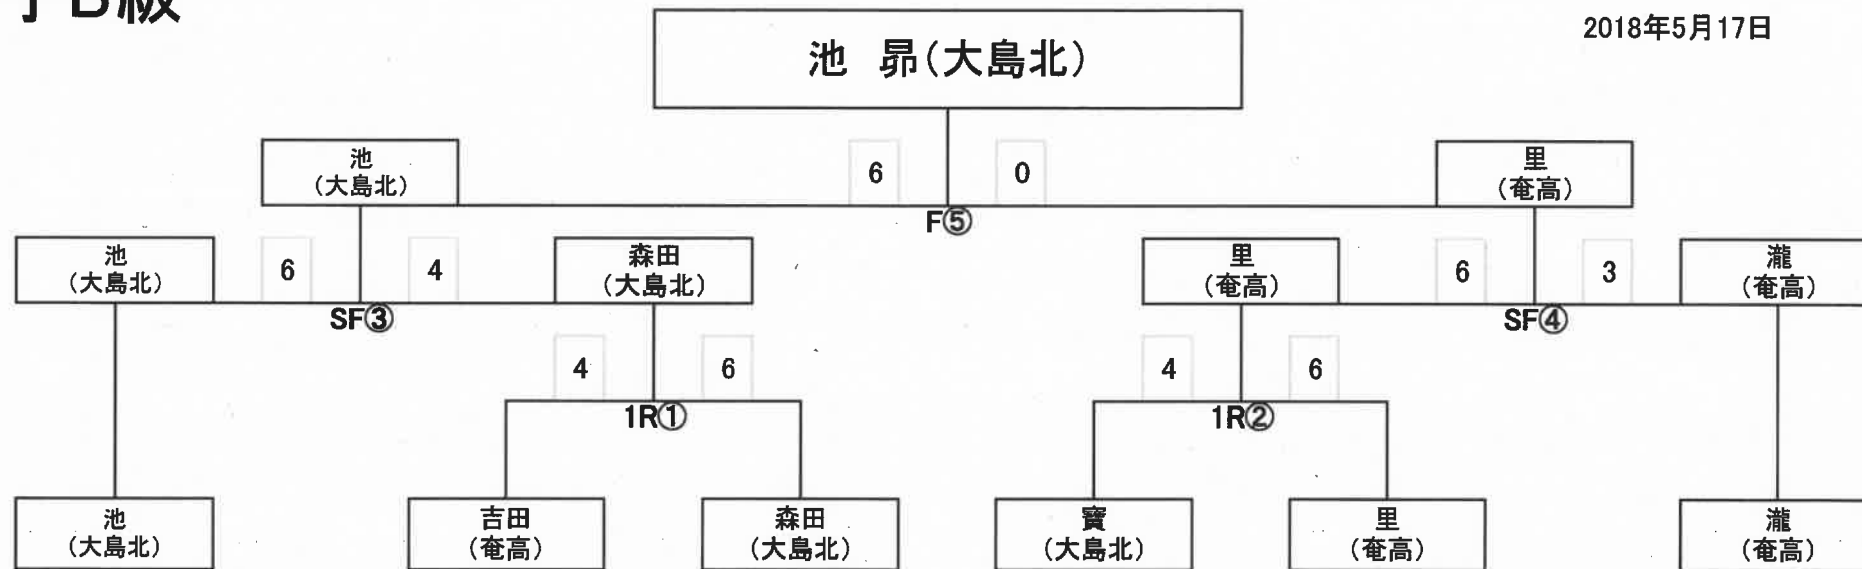 B級
2018年5月17日
池 昴(大島北)
池
(大島北)
6
0
里
(奄高)
F⑤
池
(大島北)
6
4
森田
(大島北)
里
(奄高)
6
3
瀧
(奄高)
SF③
SF④
4
6
4
6
1R①
1R②
池
(大島北)
吉田
(奄高)
森田
(大島北)
寳
(大島北)
里
(奄高)
瀧
(奄高)